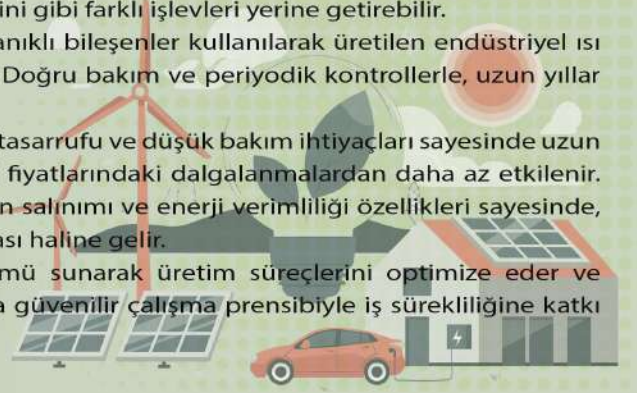 ini gibi farklı işlevleri yerine getirebilir.
anıklı bileşenler kullanılarak üretilen endüstriyel ısı
Doğru bakım ve periyodik kontrollerle, uzun yıllar
tasarrufu ve düşük bakım ihtiyaçları sayesinde uzun
fiyatlarındaki dalgalanmalardan daha az etkilenir.
n salınımı ve enerji verimliliği özellikleri sayesinde,
ası haline gelir.
mü sunarak üretim süreçlerini optimize eder ve
a güvenilir çalışma prensibiyle iş sürekliliğine katkı